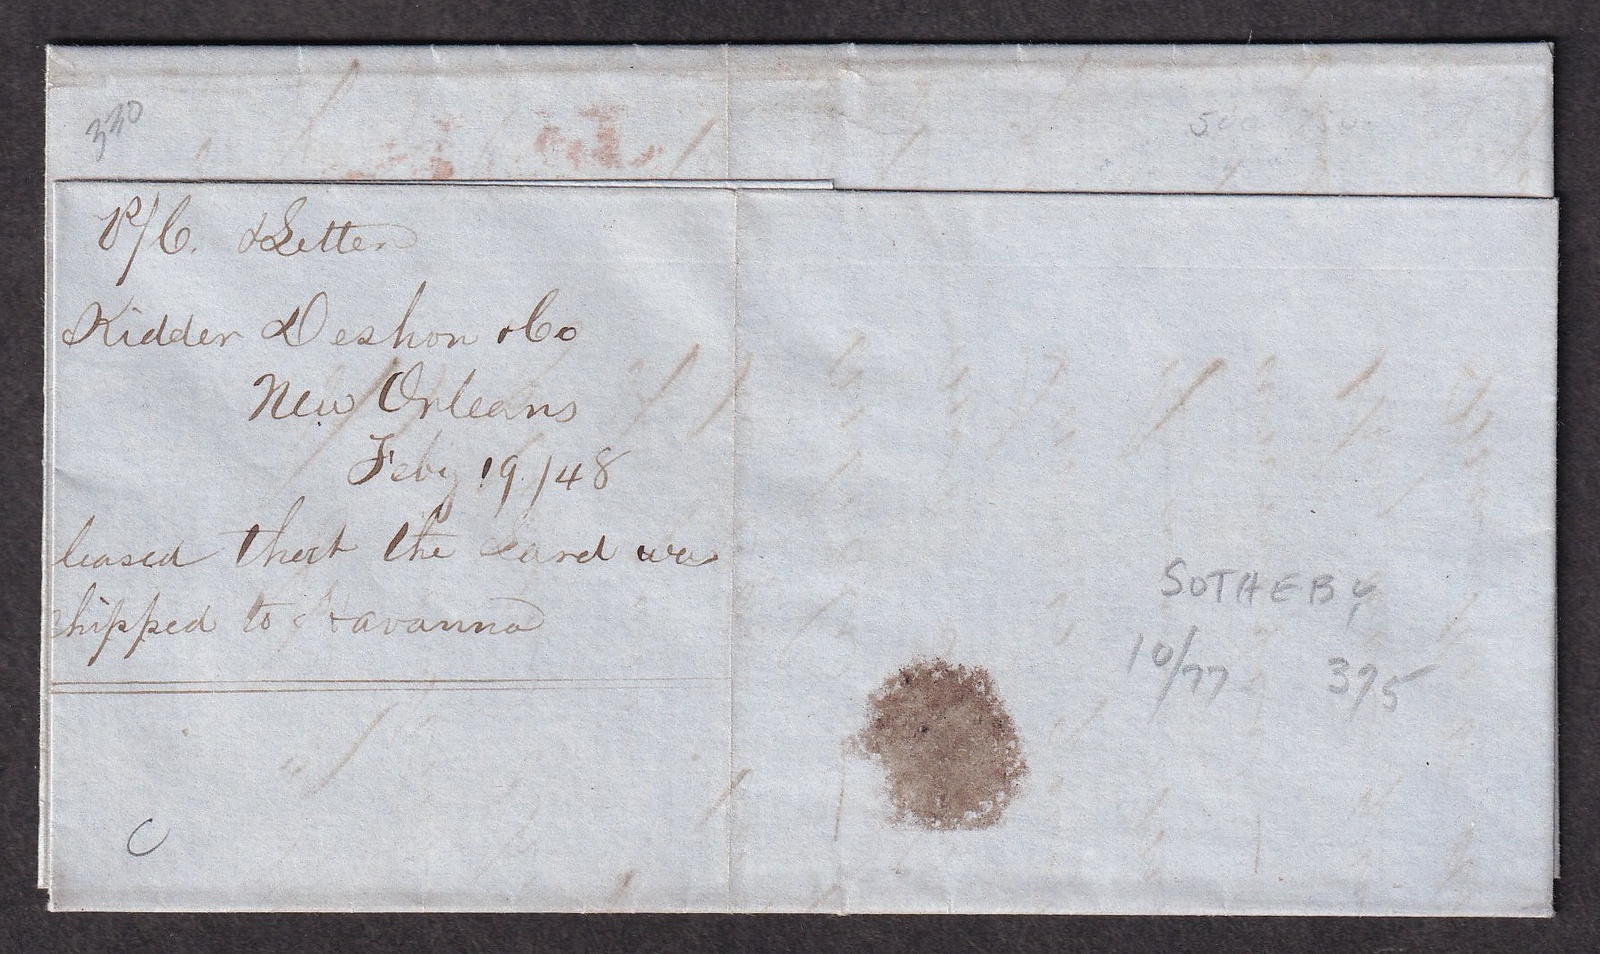 330
P/C. & Letter
Kidder Deshon & Co
New Orleans
Feby 19/48
leased that the Lard was
shipped to Havanna
SOTHEBY
10/77 395
C